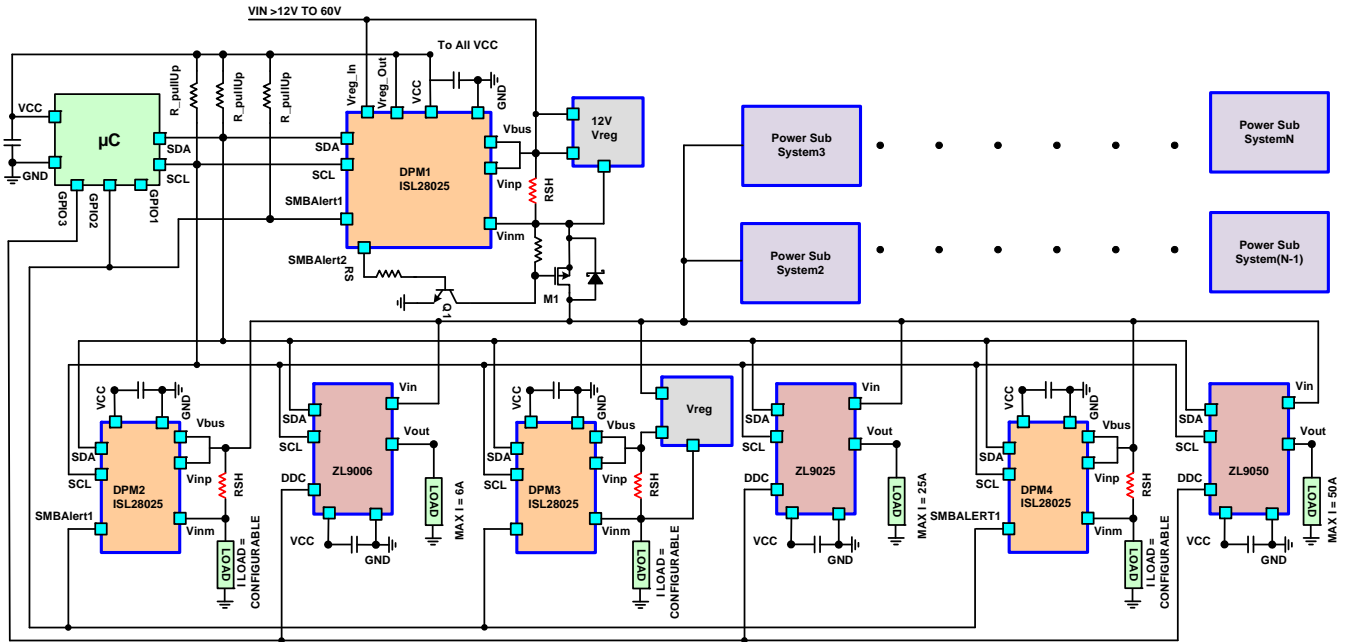 VIN >12V TO 60V
To All VCC
R_pullUp
R_pullUp
R_pullUp
Vreg_In
Vreg_Out
VCC
GND
VCC
µC
SDA
SCL
GND
GPIO3
GPIO2
GPIO1
SDA
SCL
SMBAlert1
DPM1
ISL28025
Vbus
Vinp
Vinm
SMBAlert2
RS
Q1
M1
RSH
12V
Vreg
Power Sub
System3
Power Sub
SystemN
Power Sub
System2
Power Sub
System(N-1)
VCC
GND
SDA
SCL
SMBAlert1
DPM2
ISL28025
Vbus
Vinp
Vinm
RSH
LOAD
I LOAD =
CONFIGURABLE
SDA
SCL
DDC
ZL9006
Vin
Vout
VCC
GND
LOAD
MAX I = 6A
VCC
GND
SDA
SCL
DPM3
ISL28025
Vbus
Vinp
Vinm
RSH
Vreg
LOAD
I LOAD =
CONFIGURABLE
SDA
SCL
DDC
ZL9025
Vin
Vout
VCC
GND
LOAD
MAX I = 25A
VCC
GND
SDA
SCL
SMBALERT1
DPM4
ISL28025
Vbus
Vinp
Vinm
RSH
LOAD
I LOAD =
CONFIGURABLE
SDA
SCL
DDC
ZL9050
Vin
Vout
VCC
GND
LOAD
MAX I = 50A